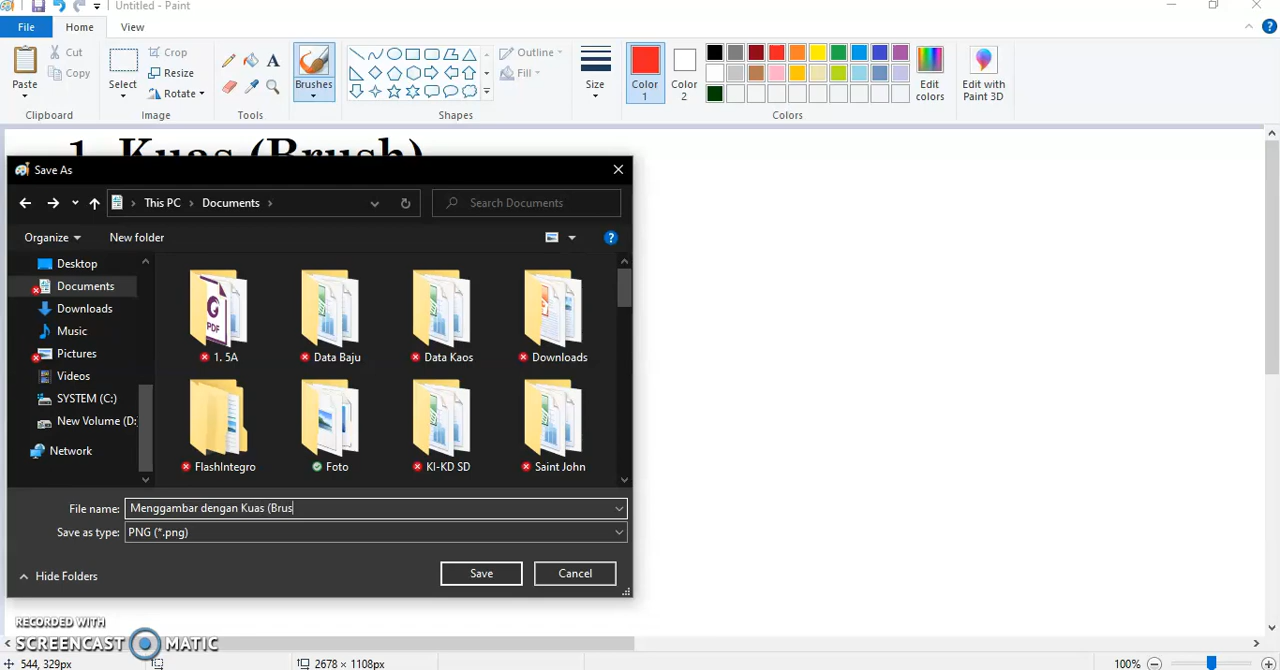 Untitled - Paint
File Home View
Paste Cut Copy Clipboard
Select Crop Resize Rotate Image
Tools
Brushes
Shapes Outline Fill
Size
Color 1
Color 2
Edit colors
Colors
Edit with Paint 3D
1. Kuas (Brush)
Save As
This PC Documents Search Documents
Organize New folder
Desktop
Documents
Downloads
Music
Pictures
Videos
SYSTEM (C:)
New Volume (D:
Network
PDF
1. 5A Data Baju Data Kaos Downloads
FlashIntegro Foto KI-KD SD Saint John
File name: Menggambar dengan Kuas (Brus
Save as type: PNG (*.png)
Hide Folders Save Cancel
RECORDED WITH
SCREENCAST MATIC
544, 329px 2678 × 1108px 100%